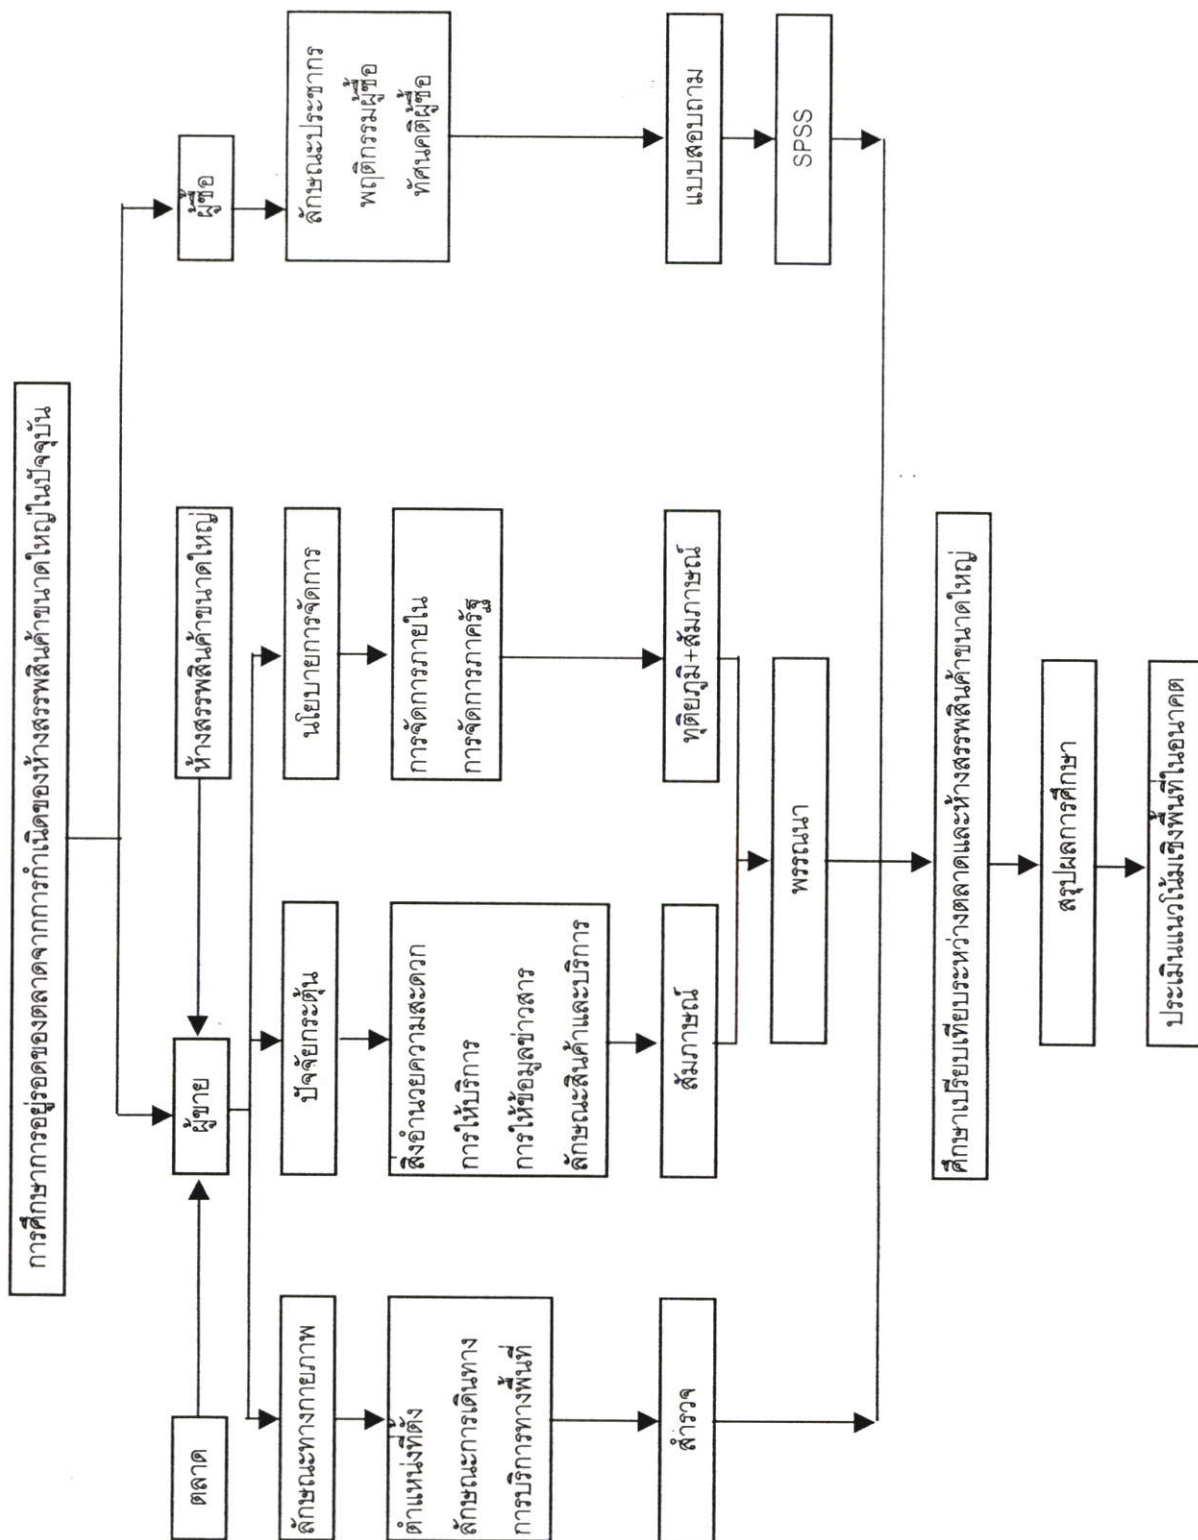 การศึกษาการอยู่รอดของตลาดจากการกำเนิดของห้างสรรพสินค้าขนาดใหญ่ในปัจจุบัน
ตลาด
ผู้ขาย
ห้างสรรพสินค้าขนาดใหญ่
ผู้ซื้อ
ลักษณะทางกายภาพ
ปัจจัยกระตุ้น
นโยบายการจัดการ
ลักษณะประชากร
พฤติกรรมผู้ซื้อ
ทัศนคติผู้ซื้อ
ตำแหน่งที่ตั้ง
ลักษณะการเดินทาง
การบริการทางพื้นที่
สิ่งอำนวยความสะดวก
การให้บริการ
การให้ข้อมูลข่าวสาร
ลักษณะสินค้าและบริการ
การจัดการภายใน
การจัดการภาครัฐ
สำรวจ
สัมภาษณ์
ทุติยภูมิ+สัมภาษณ์
แบบสอบถาม
พรรณนา
SPSS
ศึกษาเปรียบเทียบระหว่างตลาดและห้างสรรพสินค้าขนาดใหญ่
สรุปผลการศึกษา
ประเมินแนวโน้มเชิงพื้นที่ในอนาคต